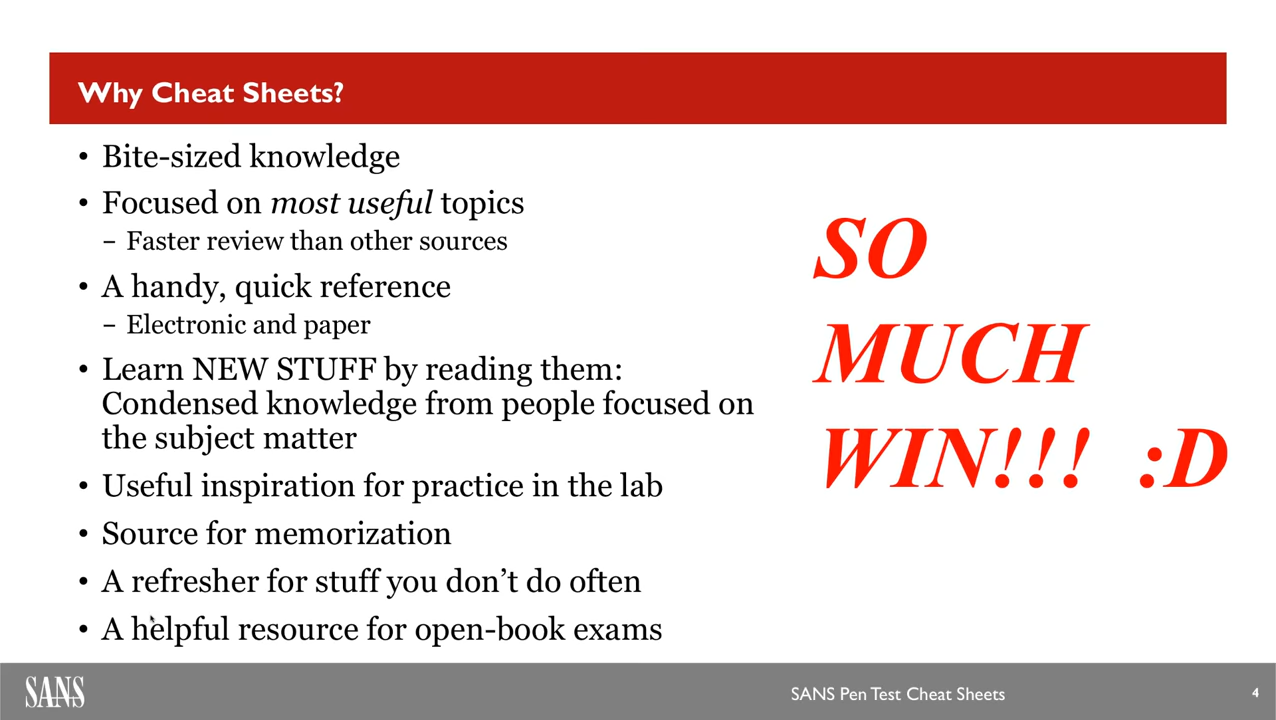 Why Cheat Sheets?
• Bite-sized knowledge
• Focused on most useful topics
– Faster review than other sources
• A handy, quick reference
– Electronic and paper
• Learn NEW STUFF by reading them:
Condensed knowledge from people focused on
the subject matter
• Useful inspiration for practice in the lab
• Source for memorization
• A refresher for stuff you don’t do often
• A helpful resource for open-book exams
SO
MUCH
WIN!!! :D
SANS
SANS Pen Test Cheat Sheets
4